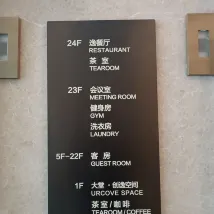 24F 逸餐厅
RESTAURANT
茶 室
TEAROOM
23F 会议室
MEETING ROOM
健身房
GYM
洗衣房
LAUNDRY
5F-22F 客 房
GUEST ROOM
1F 大堂·创逸空间
URCOVE SPACE
茶室/咖啡
TEAROOM/COFFEE